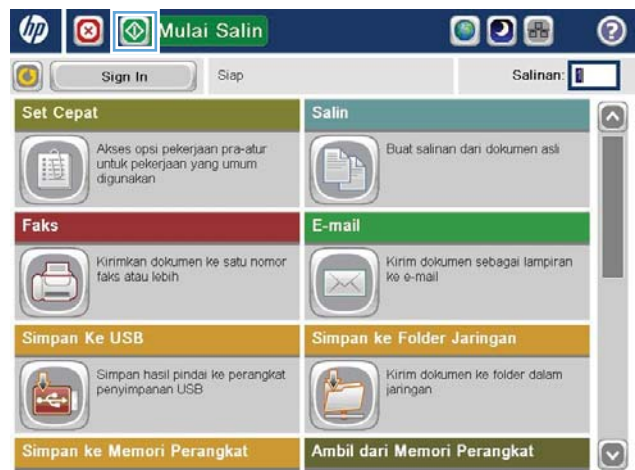 hp
Mulai Salin
?
Sign In
Siap
Salinan: 1
Set Cepat
Akses opsi pekerjaan pra-atur
untuk pekerjaan yang umum
digunakan
Salin
Buat salinan dari dokumen asli
Faks
Kirimkan dokumen ke satu nomor
faks atau lebih
E-mail
Kirim dokumen sebagai lampiran
ke e-mail
Simpan Ke USB
Simpan hasil pindai ke perangkat
penyimpanan USB
Simpan ke Folder Jaringan
Kirim dokumen ke folder dalam
jaringan
Simpan ke Memori Perangkat
Ambil dari Memori Perangkat